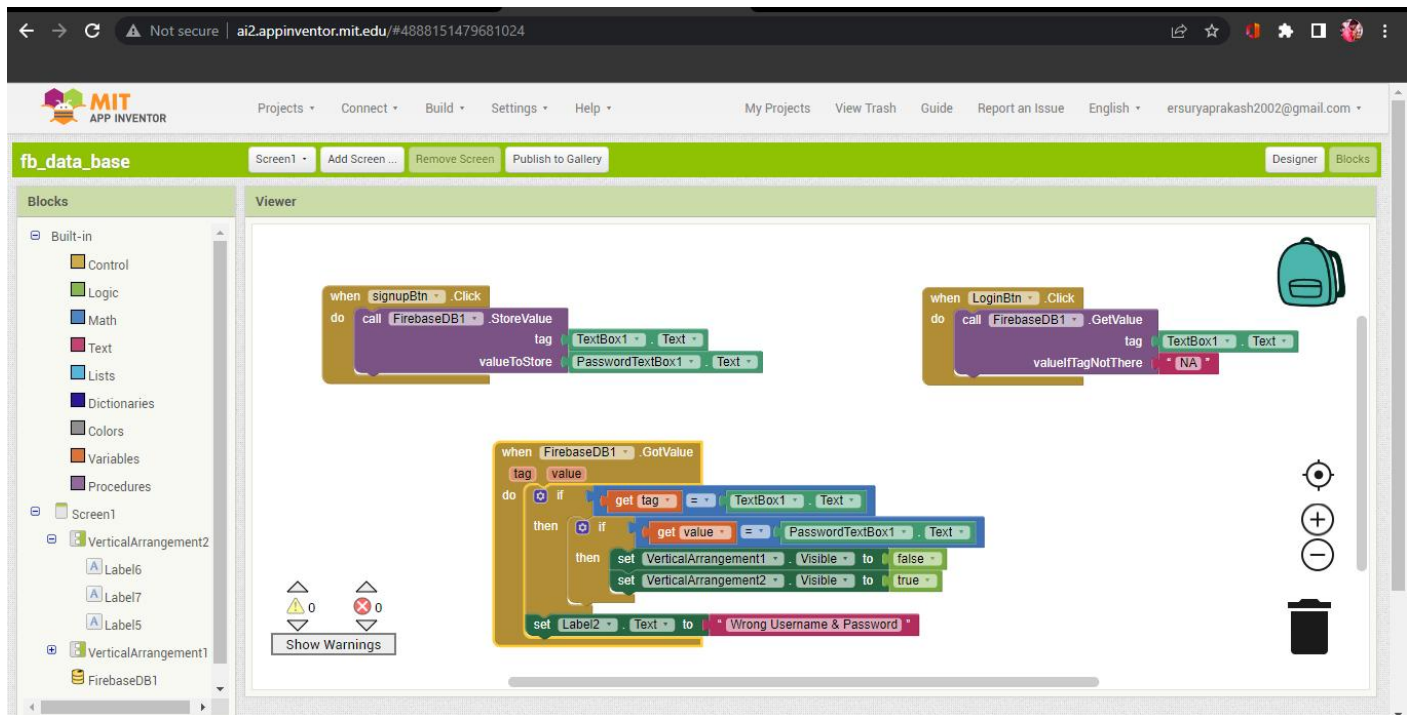 Not secure | ai2.appinventor.mit.edu/#4888151479681024
MIT
APP INVENTOR
Projects Connect Build Settings Help My Projects View Trash Guide Report an Issue English ersuryaprakash2002@gmail.com
fb_data_base Screen1 Add Screen ... Remove Screen Publish to Gallery Designer Blocks
Blocks
Viewer
Built-in
Control
Logic
Math
Text
Lists
Dictionaries
Colors
Variables
Procedures
Screen1
VerticalArrangement2
Label6
Label7
Label5
VerticalArrangement1
FirebaseDB1
when signupBtn .Click
do call FirebaseDB1 .StoreValue
tag TextBox1 . Text
valueToStore PasswordTextBox1 . Text
when LoginBtn .Click
do call FirebaseDB1 .GetValue
tag TextBox1 . Text
valueIfTagNotThere " NA "
when FirebaseDB1 .GotValue
tag value
do if get tag = TextBox1 . Text
then if get value = PasswordTextBox1 . Text
then set VerticalArrangement1 . Visible to false
set VerticalArrangement2 . Visible to true
set Label2 . Text to " Wrong Username & Password "
0 0
Show Warnings